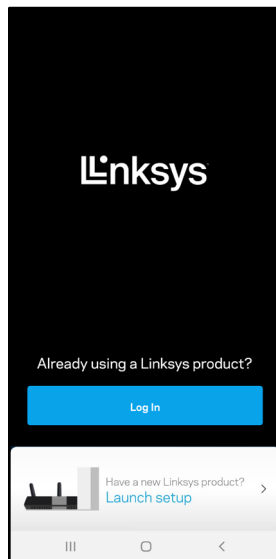 Linksys
Already using a Linksys product?
Log In
Have a new Linksys product?
Launch setup